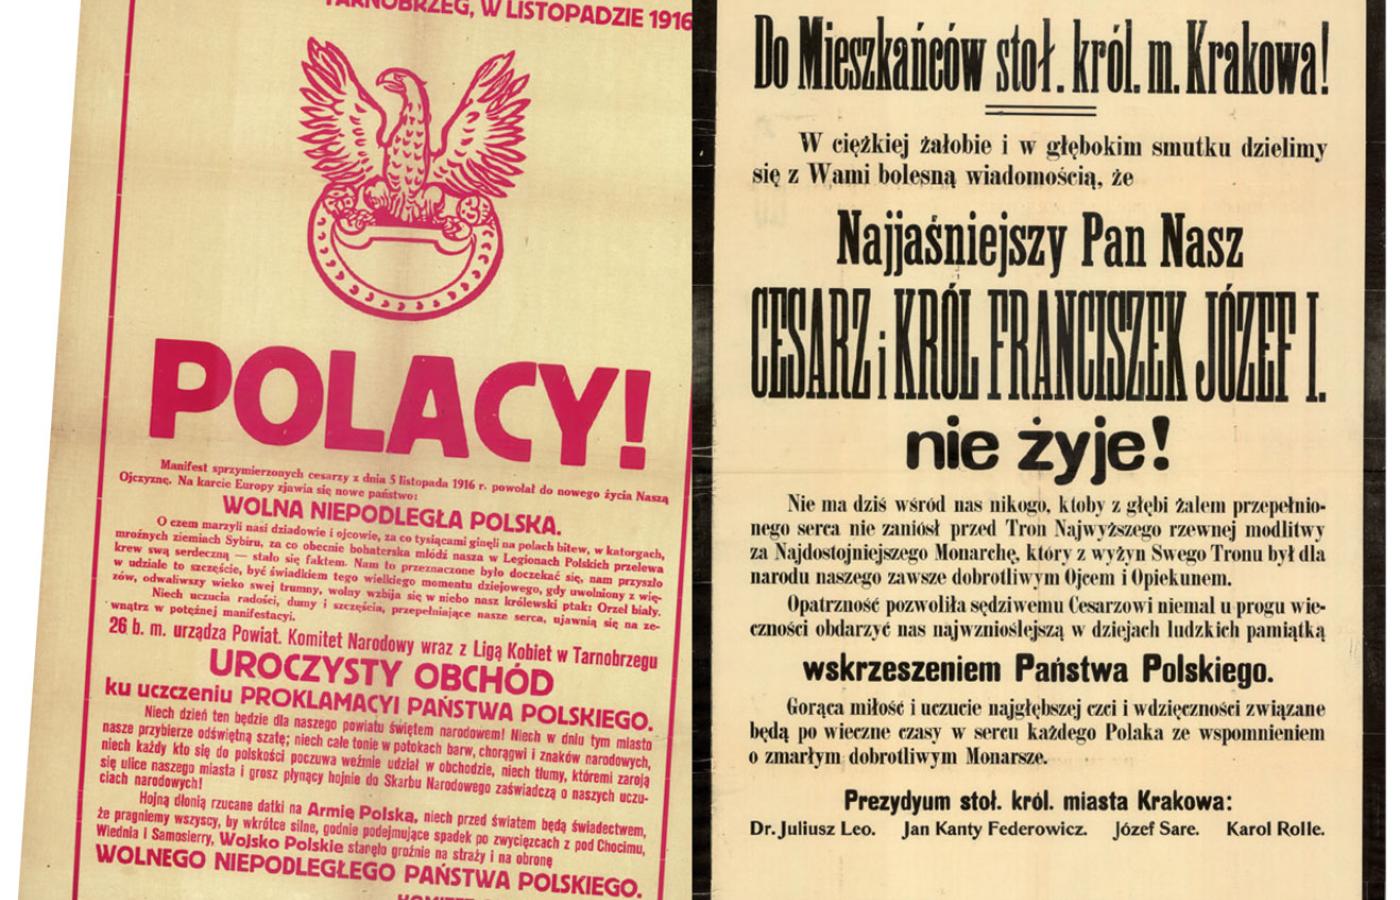 TARNOBRZEG, W LISTOPADZIE 1916
POLACY!
Manifest sprzymierzonych cesarzy z dnia 5 listopada 1916 r. powołał do nowego życia Naszą
Ojczyznę. Na karcie Europy zjawia się nowe państwo:
WOLNA NIEPODLEGŁA POLSKA.
O czem marzyli nasi dziadowie i ojcowie, za co tysiącami ginęli na polach bitew, w katorgach,
mroźnych ziemiach Sybiru, za co obecnie bohaterska młódź nasza w Legionach Polskich przelewa
krew swą serdeczną — stało się faktem. Nam to przeznaczone było doczekać się, nam przyszło
w udziale to szczęście, być świadkiem tego wielkiego momentu dziejowego, gdy uwolniony z wię-
zów, odwaliwszy wieko swej trumny, wolny wzbija się w niebo nasz królewski ptak: Orzeł biały.
Niech uczucia radości, dumy i szczęścia, przepełniające nasze serca, ujawnią się na ze-
wnątrz w potężnej manifestacyi.
26 b. m. urządza Powiat. Komitet Narodowy wraz z Ligą Kobiet w Tarnobrzegu
UROCZYSTY OBCHÓD
ku uczczeniu PROKLAMACYI PAŃSTWA POLSKIEGO.
Niech dzień ten będzie dla naszego powiatu świętem narodowem! Niech w dniu tym miasto
nasze przybierze odświętną szatę; niech całe tonie w potokach barw, chorągwi i znaków narodowych,
niech każdy kto się do polskości poczuwa weźmie udział w obchodzie, niech tłumy, któremi zaroją
się ulice naszego miasta i grosz płynący hojnie do Skarbu Narodowego zaświadczą o naszych uczu-
ciach narodowych!
Hojną dłonią rzucane datki na Armię Polską, niech przed światem będą świadectwem,
że pragniemy wszyscy, by wkrótce silne, godnie podejmujące spadek po zwycięzcach z pod Chocimu,
Wiednia i Samosierry, Wojsko Polskie stanęło groźnie na straży i na obronę
WOLNEGO NIEPODLEGŁEGO PAŃSTWA POLSKIEGO.
Do Mieszkańców stoł. król. m. Krakowa!
W ciężkiej żałobie i w głębokim smutku dzielimy
się z Wami bolesną wiadomością, że
Najjaśniejszy Pan Nasz
CESARZ i KRÓL FRANCISZEK JÓZEF I.
nie żyje!
Nie ma dziś wśród nas nikogo, ktoby z głębi żalem przepełnio-
nego serca nie zaniósł przed Tron Najwyższego rzewnej modlitwy
za Najdostojniejszego Monarchę, który z wyżyn Swego Tronu był dla
narodu naszego zawsze dobrotliwym Ojcem i Opiekunem.
Opatrzność pozwoliła sędziwemu Cesarzowi niemal u progu wie-
czności obdarzyć nas najwznioślejszą w dziejach ludzkich pamiątką
wskrzeszeniem Państwa Polskiego.
Gorąca miłość i uczucie najgłębszej czci i wdzięczności związane
będą po wieczne czasy w sercu każdego Polaka ze wspomnieniem
o zmarłym dobrotliwym Monarsze.
Prezydyum stoł. król. miasta Krakowa:
Dr. Juliusz Leo. Jan Kanty Federowicz. Józef Sare. Karol Rolle.